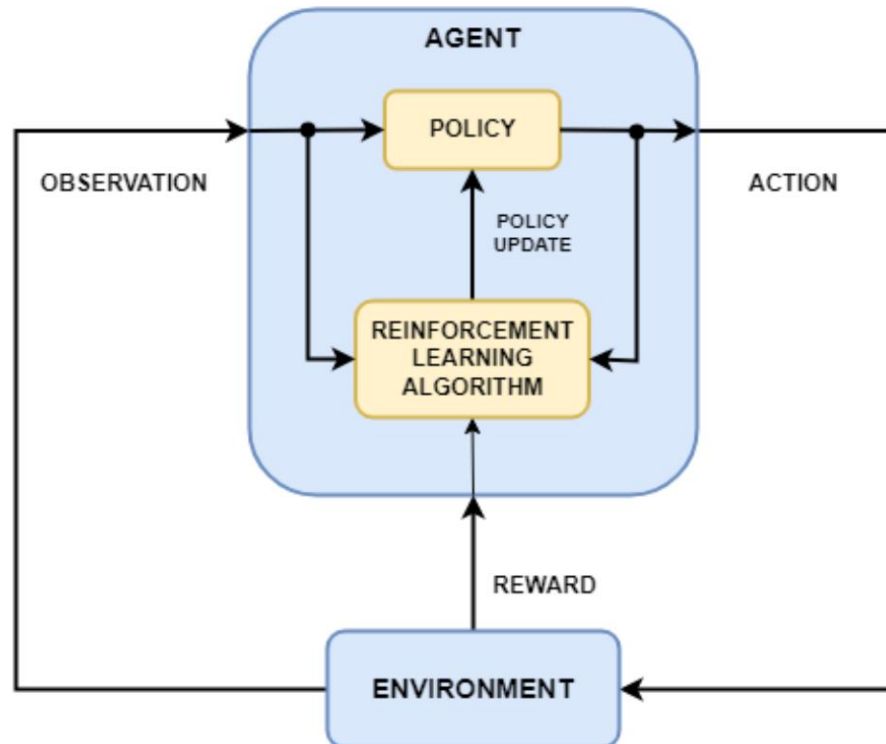 AGENT
POLICY
OBSERVATION
ACTION
POLICY
UPDATE
REINFORCEMENT
LEARNING
ALGORITHM
REWARD
ENVIRONMENT